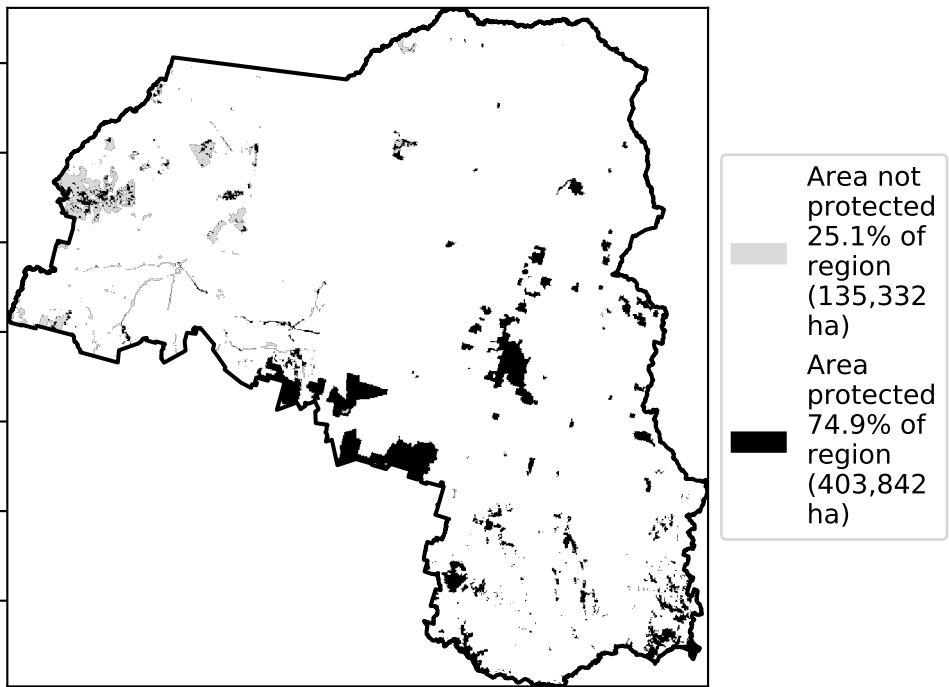 Area not
protected
25.1% of
region
(135,332
ha)
Area
protected
74.9% of
region
(403,842
ha)